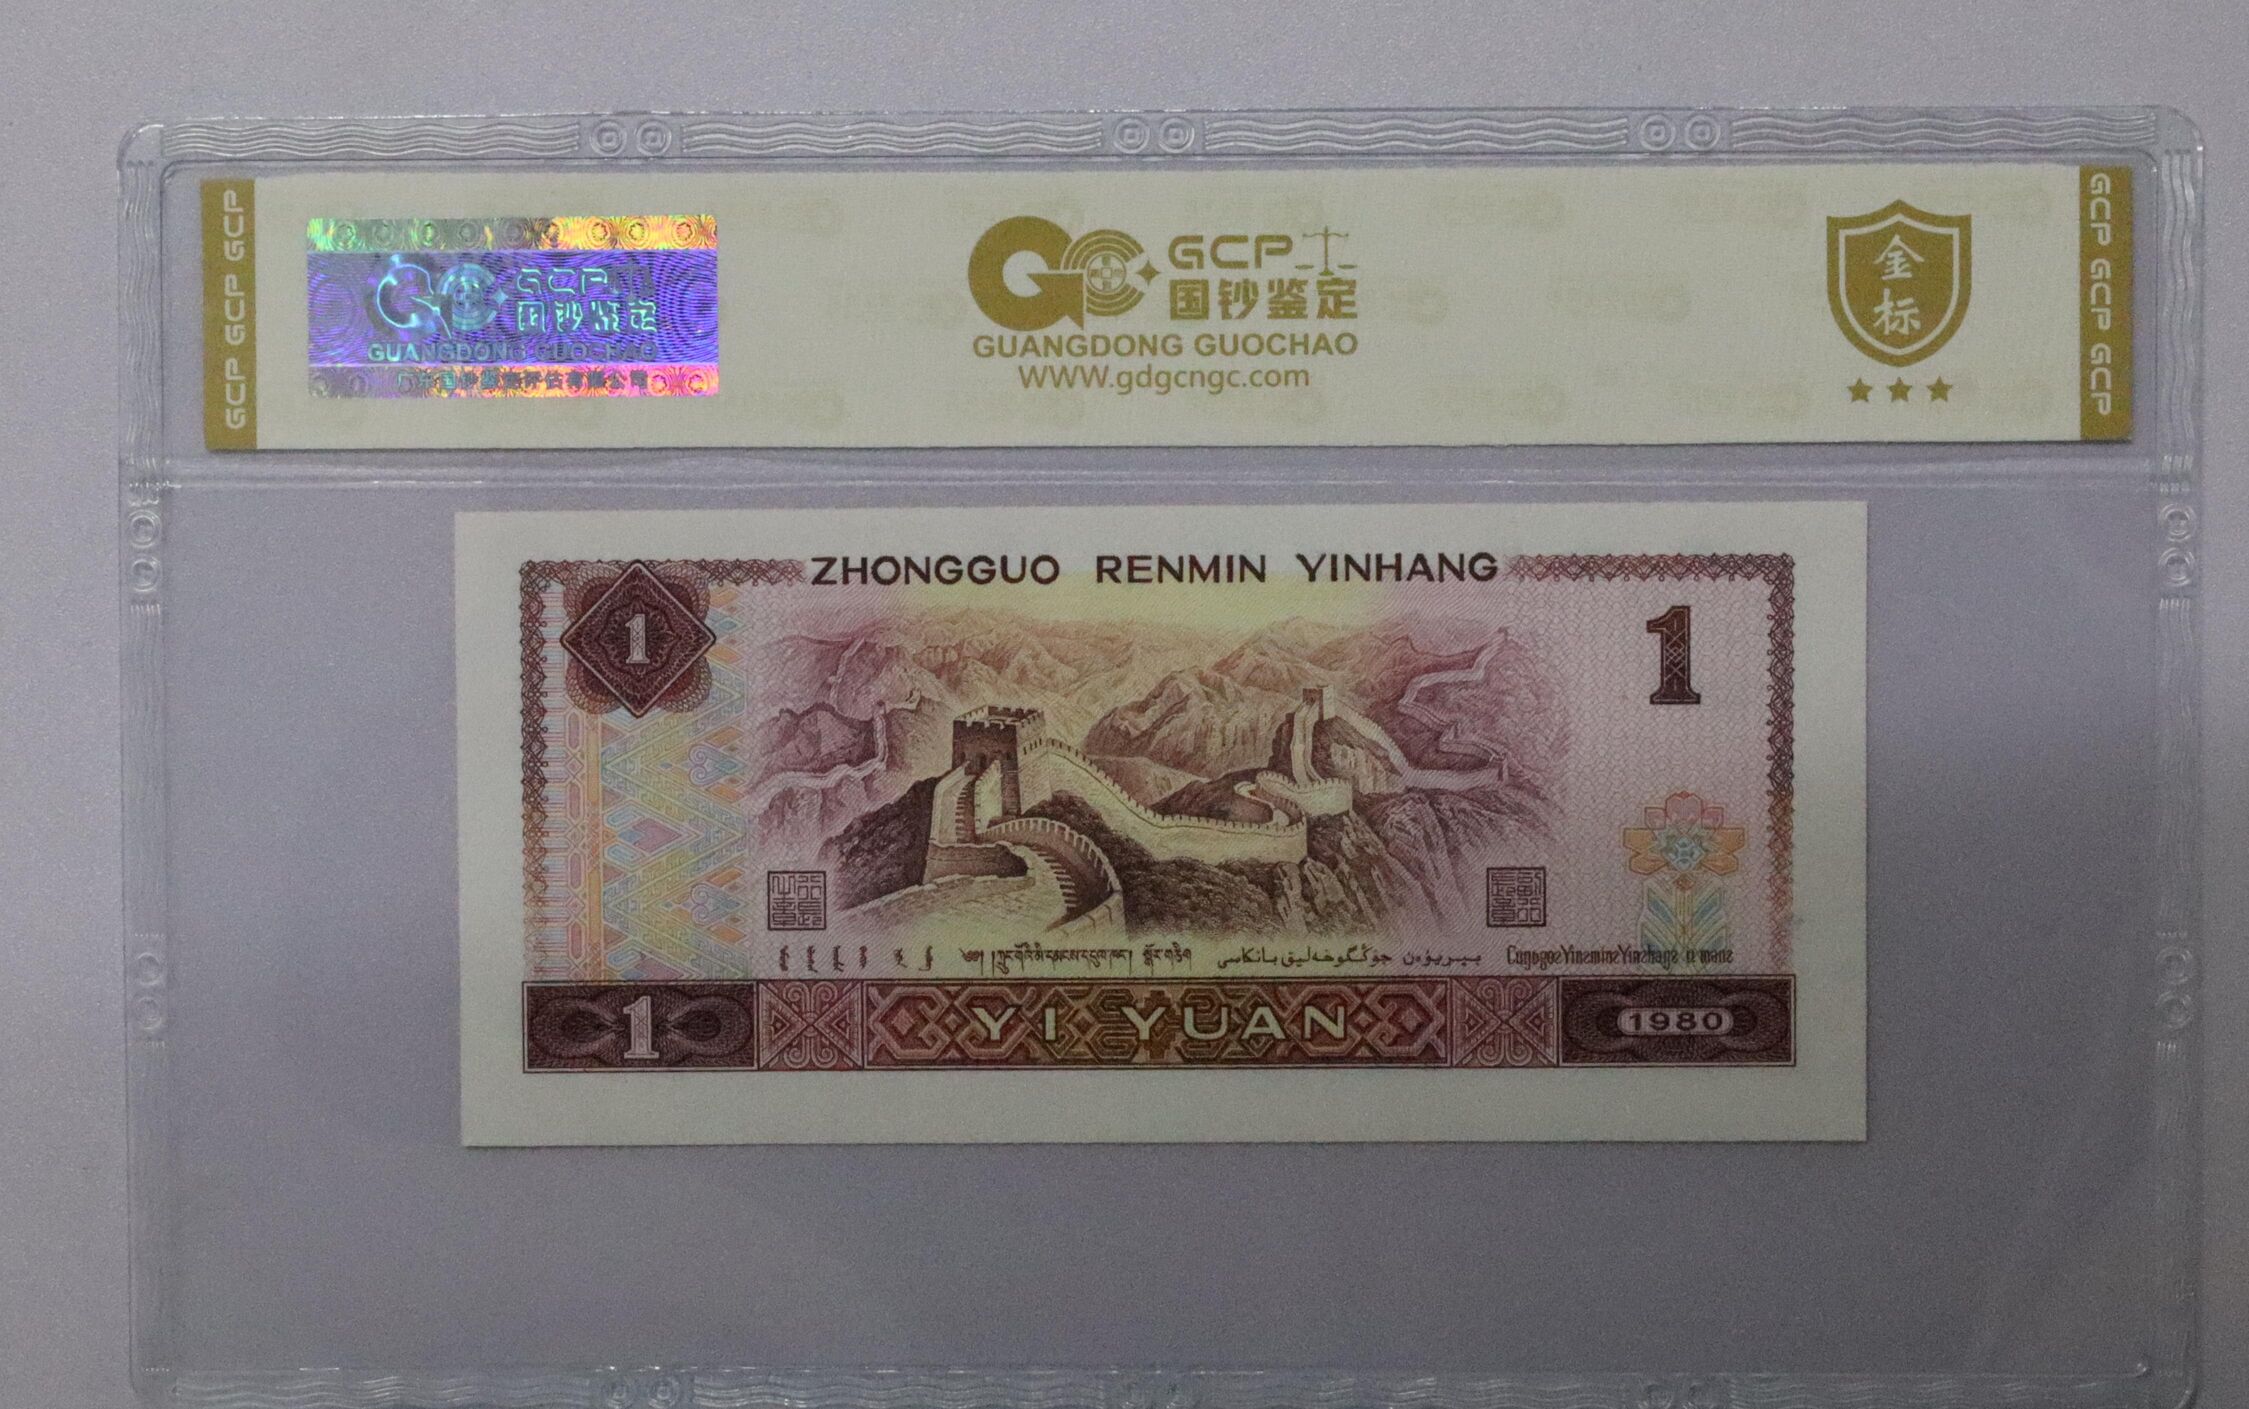 GCP GCP GCP
GCP
国钞鉴定
GUANGDONG GUOCHAO
GCP
国钞鉴定
GUANGDONG GUOCHAO
WWW.gdgcngc.com
金
标
GCP GCP GCP
ZHONGGUO RENMIN YINHANG
1
1
1
YI YUAN
1980